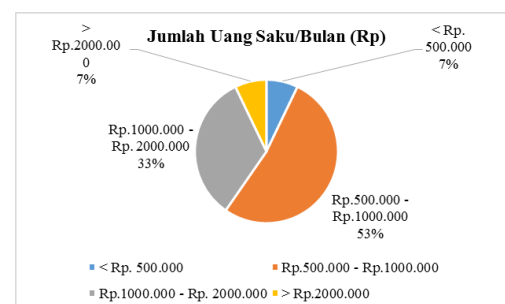 Jumlah Uang Saku/Bulan (Rp)
>
Rp.2000.00
0
7%
< Rp.
500.000
7%
Rp.1000.000 -
Rp. 2000.000
33%
Rp.500.000 -
Rp.1000.000
53%
< Rp. 500.000
Rp.500.000 - Rp.1000.000
Rp.1000.000 - Rp. 2000.000
> Rp.2000.000